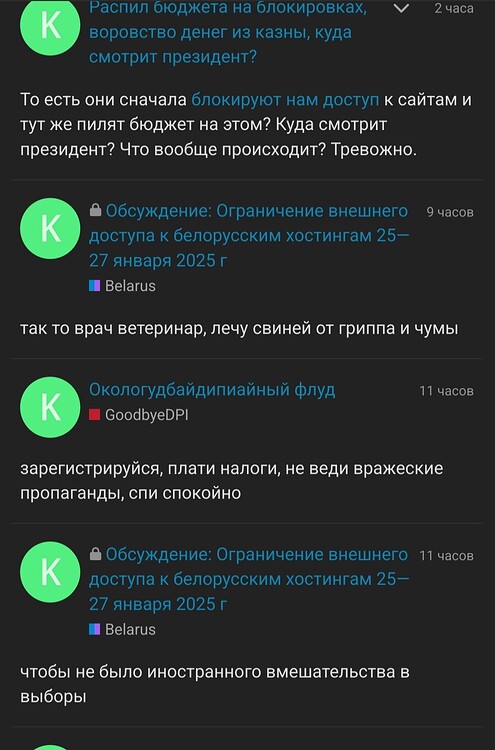 K
Распил бюджета на блокировках,
2 часа
воровство денег из казны, куда
смотрит президент?
То есть они сначала блокируют нам доступ к сайтам и
тут же пилят бюджет на этом? Куда смотрит
президент? Что вообще происходит? Тревожно.
K
Обсуждение: Ограничение внешнего
9 часов
доступа к белорусским хостингам 25—
27 января 2025 г
Belarus
так то врач ветеринар, лечу свиней от гриппа и чумы
K
Окологудбайдипиайный флуд
11 часов
GoodbyeDPI
зарегистрируйся, плати налоги, не веди вражеские
пропаганды, спи спокойно
K
Обсуждение: Ограничение внешнего
11 часов
доступа к белорусским хостингам 25—
27 января 2025 г
Belarus
чтобы не было иностранного вмешательства в
выборы